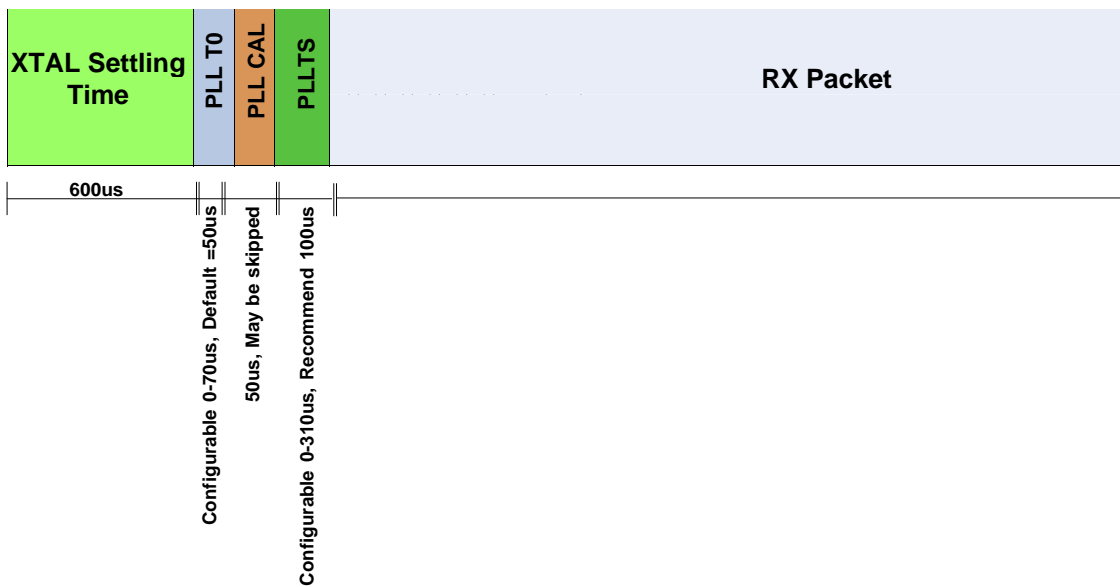 XTAL Settling
Time
PLL T0
PLL CAL
PLLTS
RX Packet
600us
Configurable 0-70us, Default =50us
50us, May be skipped
Configurable 0-310us, Recommend 100us